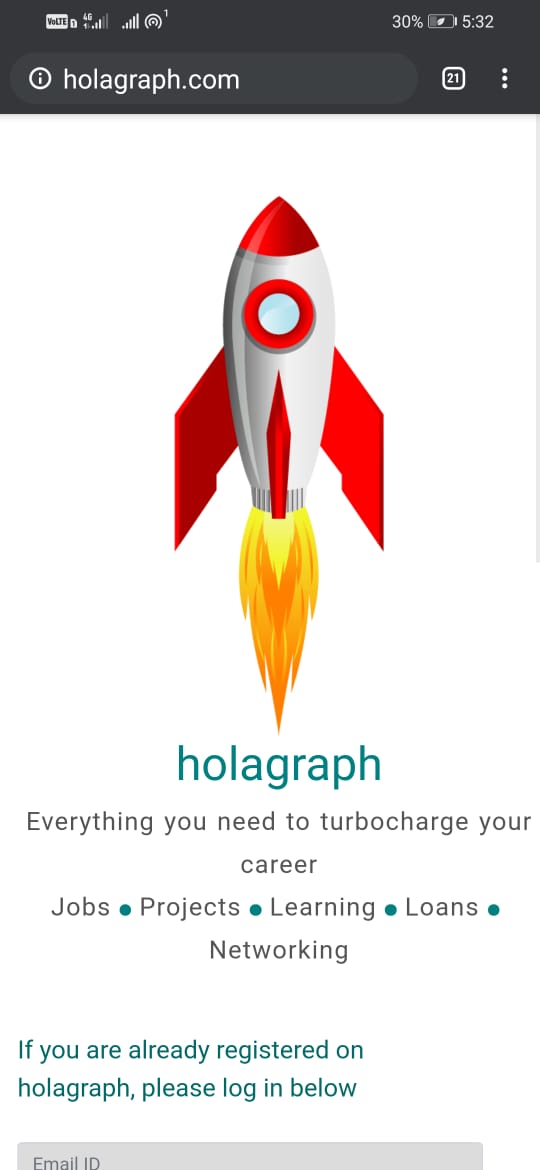 VoLTE 4G 1 30% 5:32
holagraph.com 21
holagraph
Everything you need to turbocharge your
career
Jobs ● Projects ● Learning ● Loans ●
Networking
If you are already registered on
holagraph, please log in below
Email ID